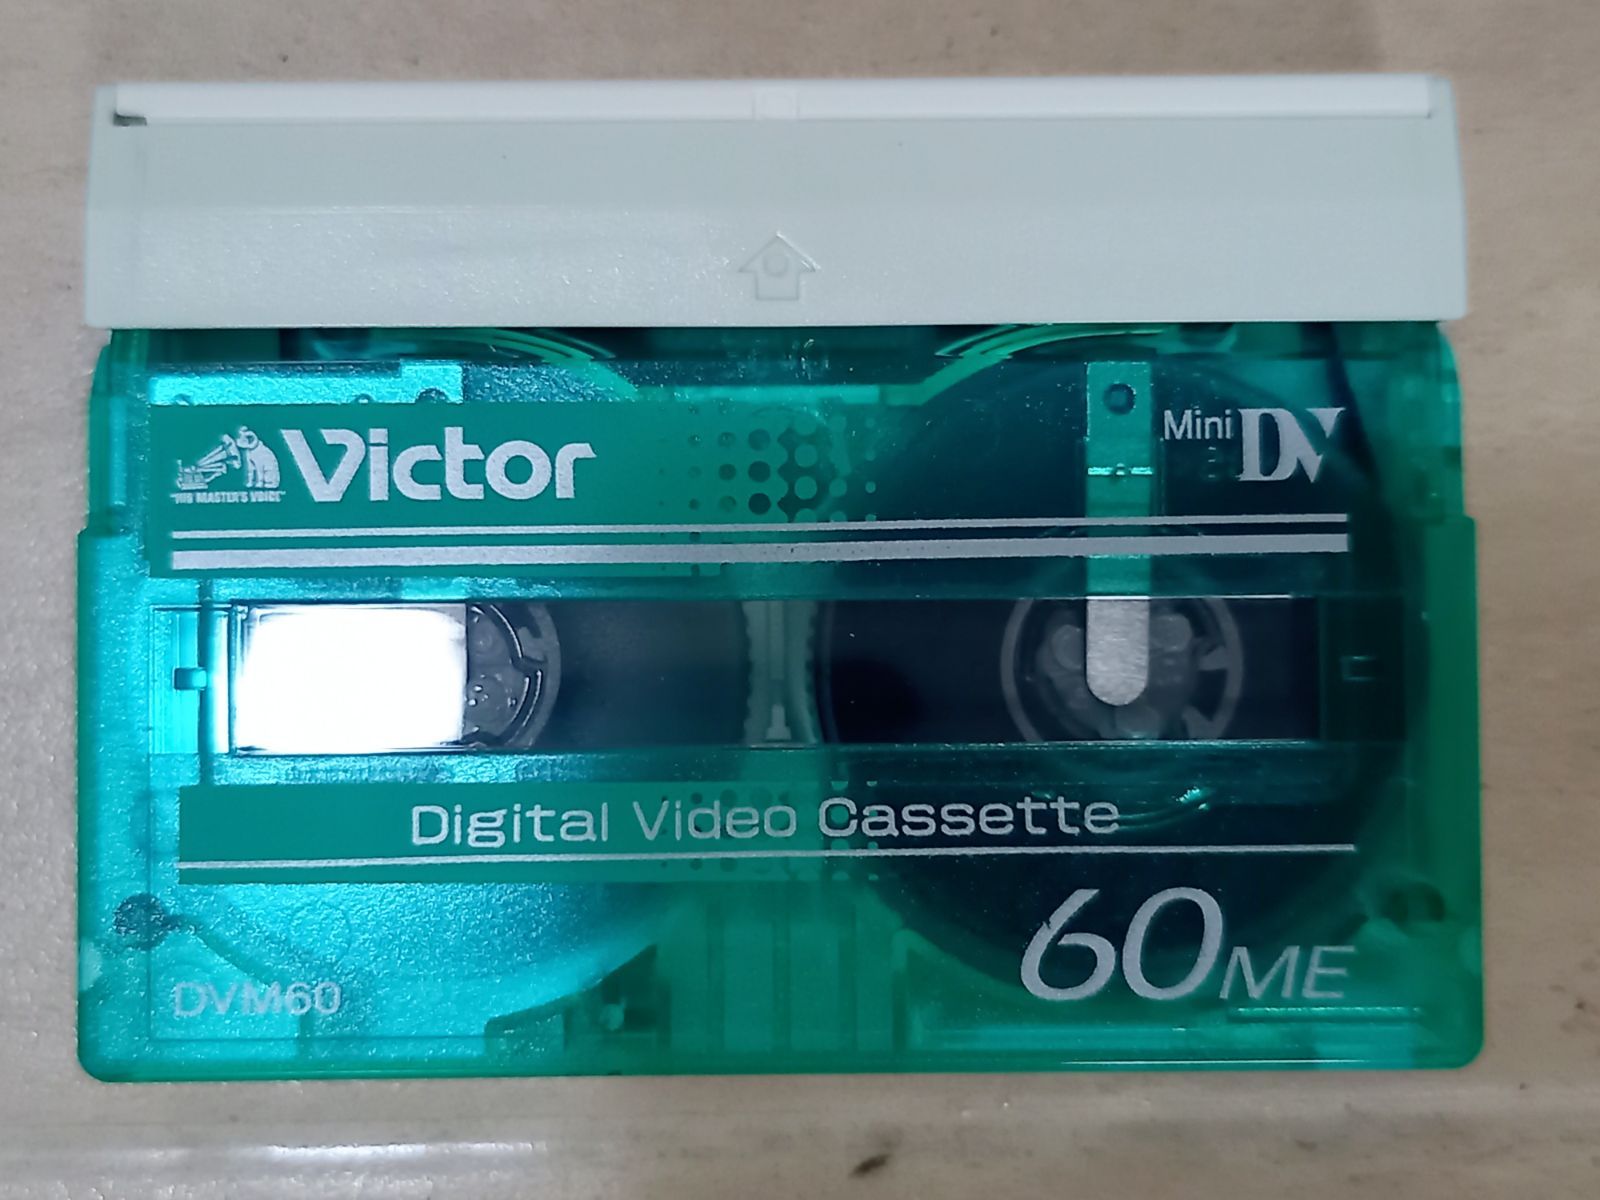 Victor
"HIS MASTER'S VOICE"
Mini DV
Digital Video Cassette
60ME
DVM60